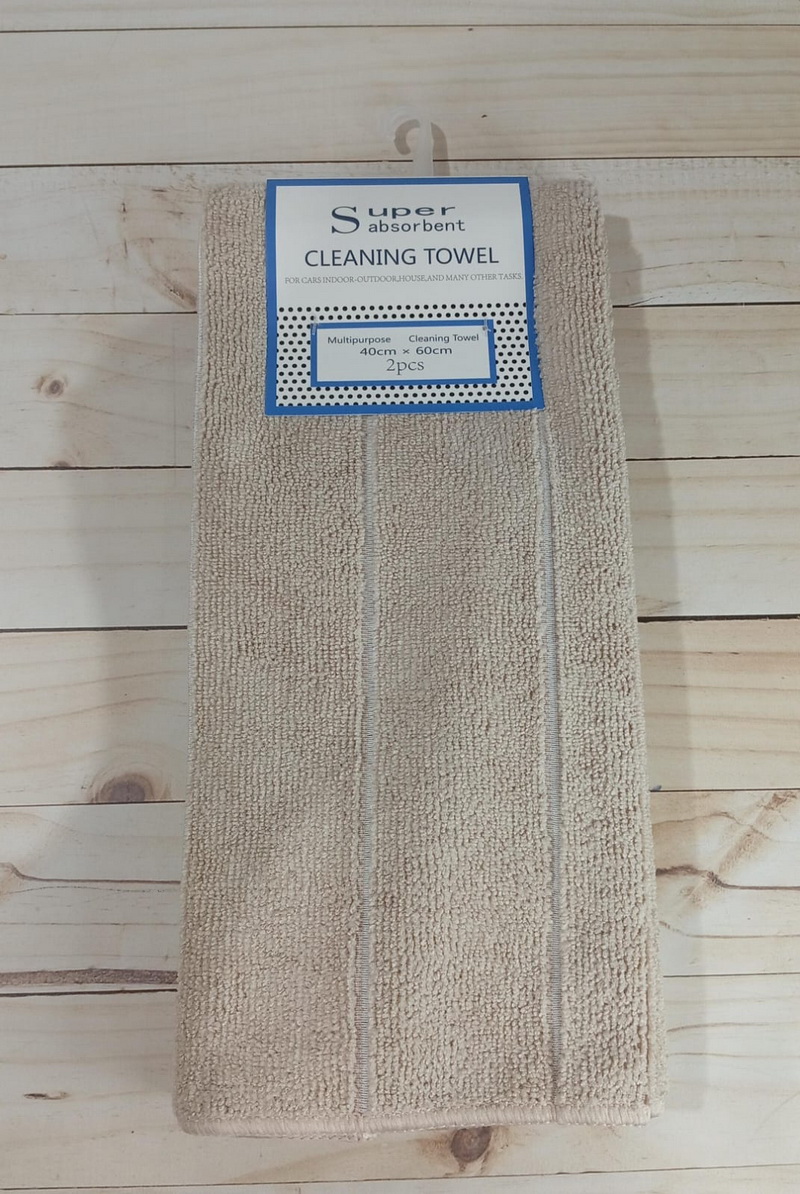 Super
absorbent
CLEANING TOWEL
FOR CARS INDOOR-OUTDOOR,HOUSE,AND MANY OTHER TASKS.
Multipurpose Cleaning Towel
40cm × 60cm
2pcs